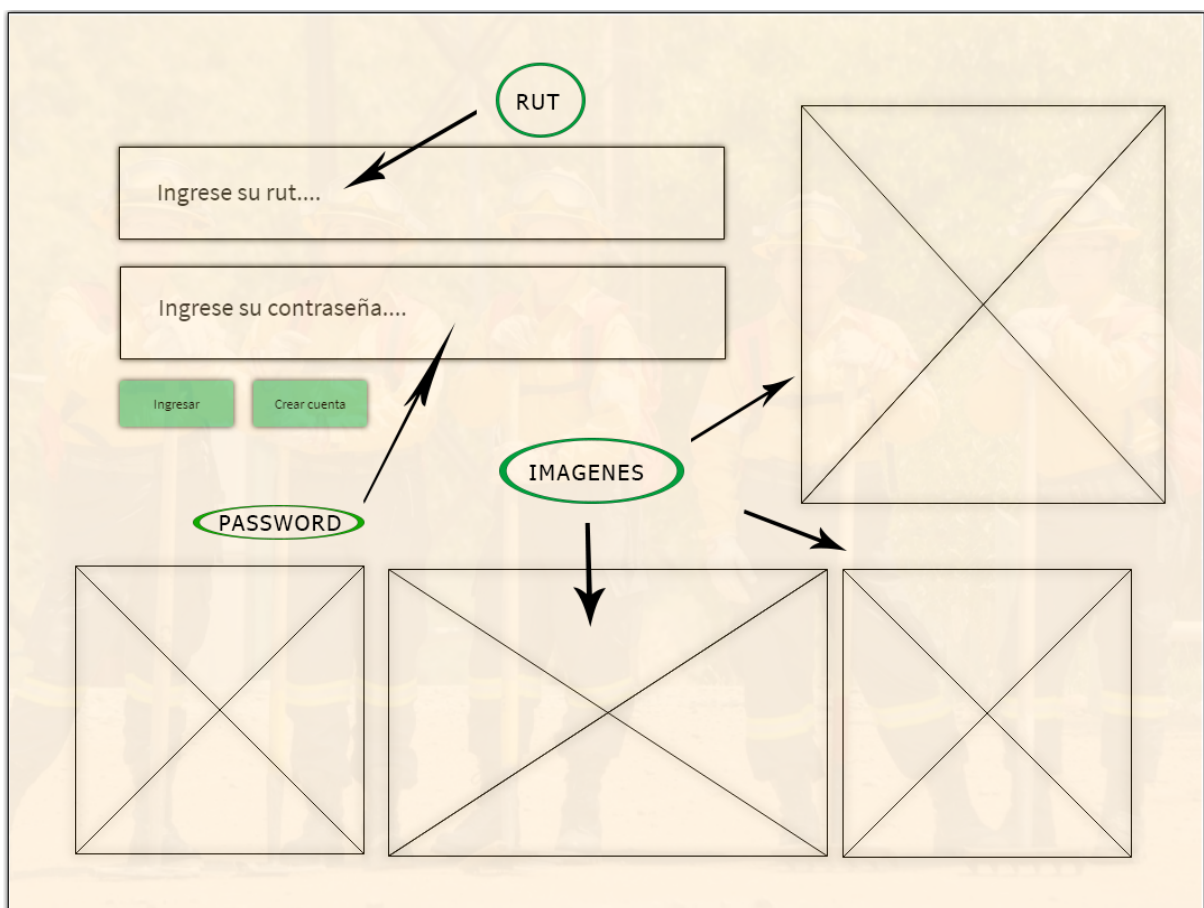 RUT
Ingrese su rut....
Ingrese su contraseña....
Ingresar
Crear cuenta
IMAGENES
PASSWORD